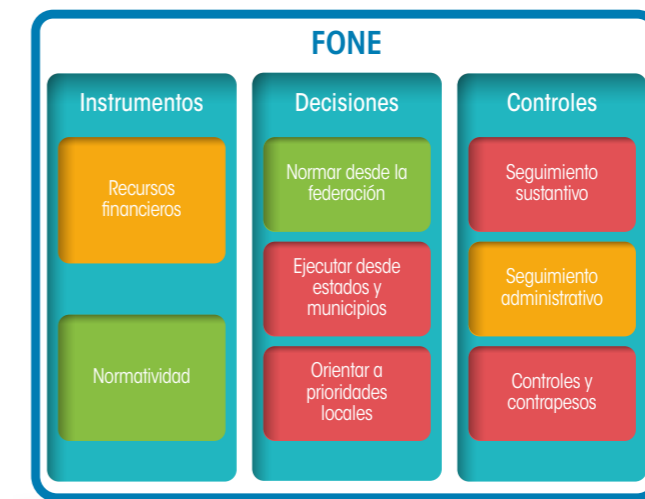 FONE
Instrumentos
Recursos
financieros
Normatividad
Decisiones
Normar desde la
federación
Ejecutar desde
estados y
municipios
Orientar a
prioridades
locales
Controles
Seguimiento
sustantivo
Seguimiento
administrativo
Controles y
contrapesos